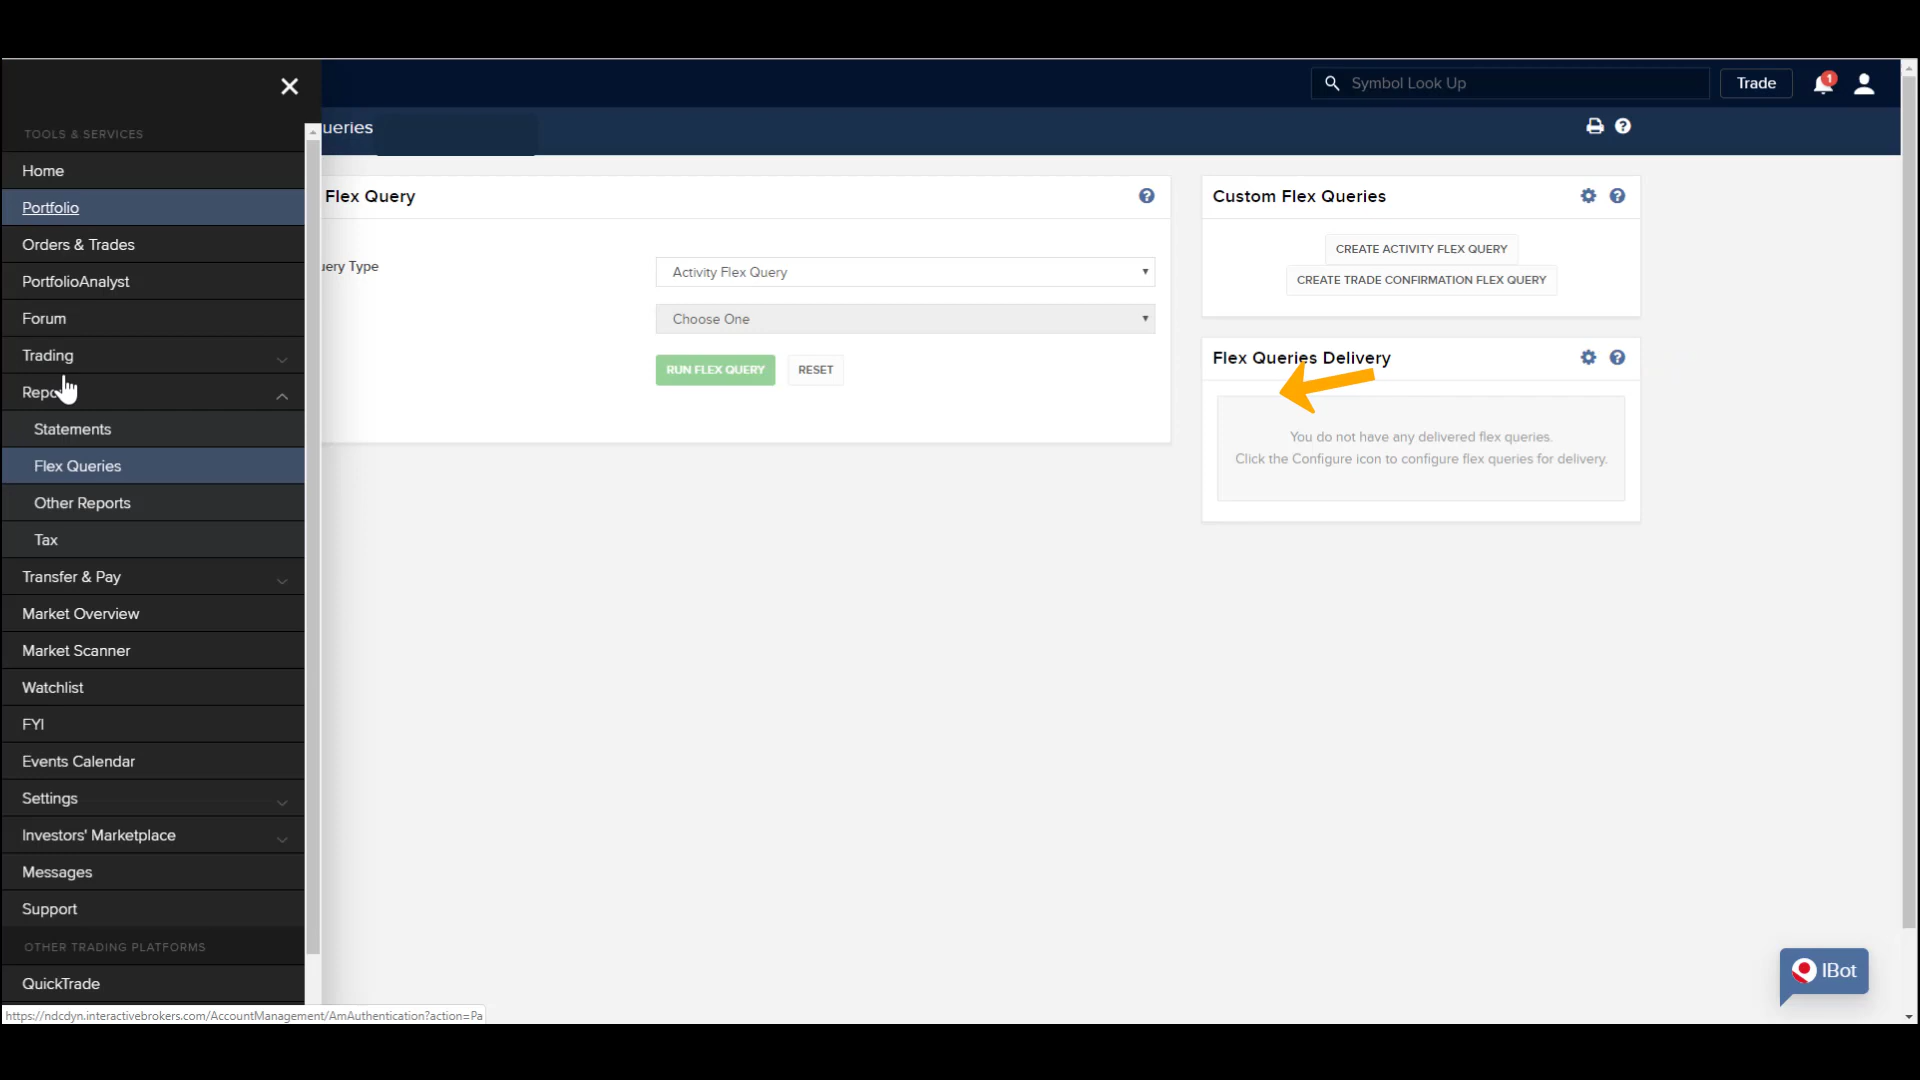 Symbol Look Up
Trade
1
TOOLS & SERVICES
Home
Portfolio
Orders & Trades
PortfolioAnalyst
Forum
Trading
Repo
Statements
Flex Queries
Other Reports
Tax
Transfer & Pay
Market Overview
Market Scanner
Watchlist
FYI
Events Calendar
Settings
Investors' Marketplace
Messages
Support
OTHER TRADING PLATFORMS
QuickTrade
https://ndcdyn.interactivebrokers.com/AccountManagement/AmAuthentication?action=Pa
ueries
Flex Query
uery Type
Activity Flex Query
Choose One
RUN FLEX QUERY
RESET
Custom Flex Queries
CREATE ACTIVITY FLEX QUERY
CREATE TRADE CONFIRMATION FLEX QUERY
Flex Queries Delivery
You do not have any delivered flex queries.
Click the Configure icon to configure flex queries for delivery.
IBot